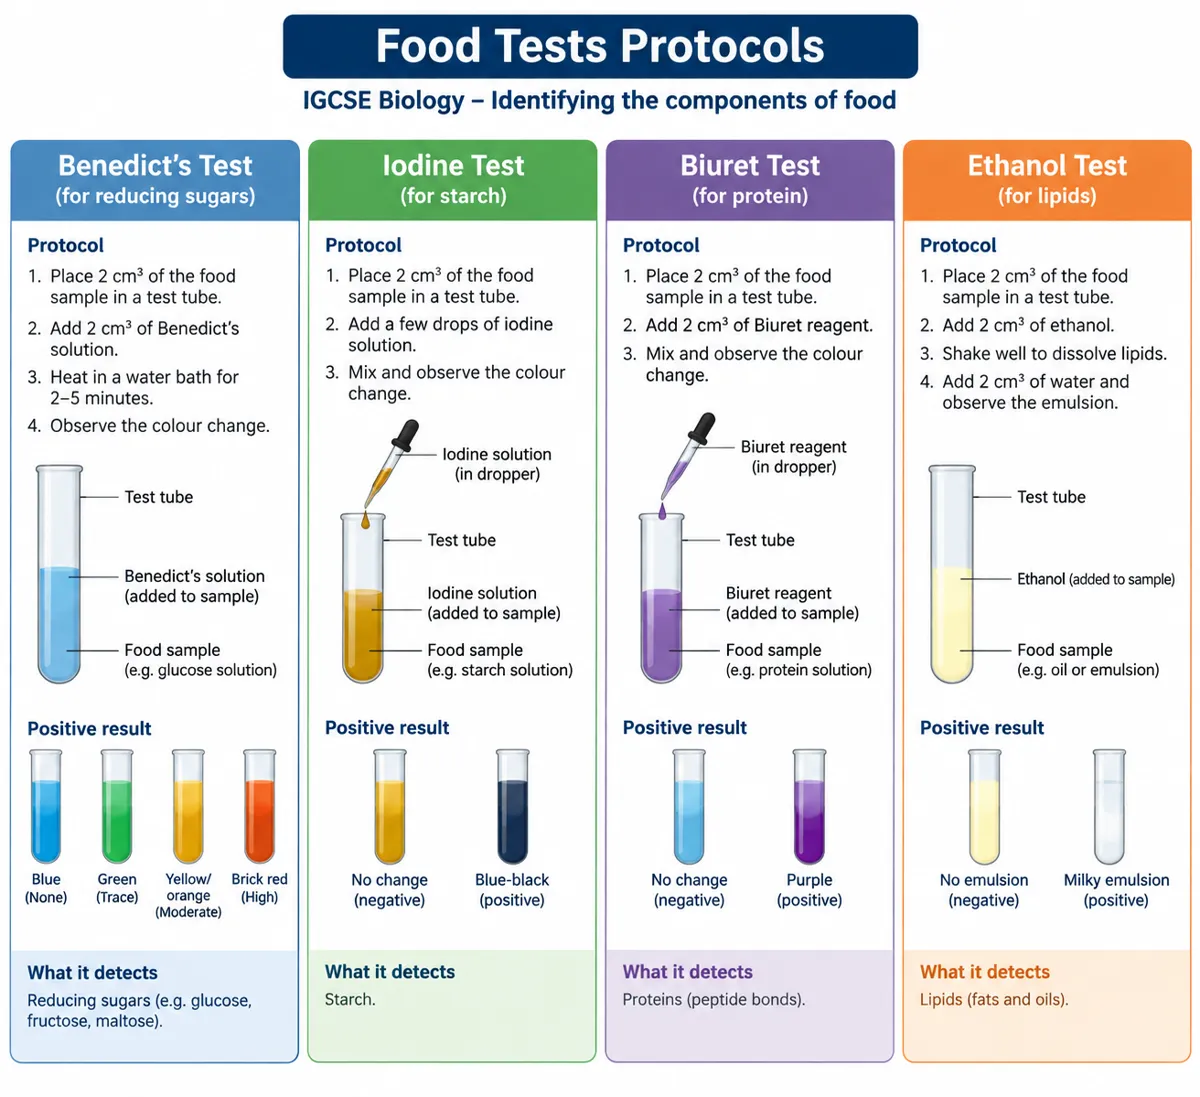 Food Tests Protocols
IGCSE Biology – Identifying the components of food
Benedict's Test
(for reducing sugars)
Protocol
1. Place 2 cm³ of the food
sample in a test tube.
2. Add 2 cm³ of Benedict's
solution.
3. Heat in a water bath for
2–5 minutes.
4. Observe the colour change.
Test tube
Benedict's solution
(added to sample)
Food sample
(e.g. glucose solution)
Positive result
Blue
(None)
Green
(Trace)
Yellow/
orange
(Moderate)
Brick red
(High)
What it detects
Reducing sugars (e.g. glucose,
fructose, maltose).
Iodine Test
(for starch)
Protocol
1. Place 2 cm³ of the food
sample in a test tube.
2. Add a few drops of iodine
solution.
3. Mix and observe the colour
change.
Iodine solution
(in dropper)
Test tube
Iodine solution
(added to sample)
Food sample
(e.g. starch solution)
Positive result
No change
(negative)
Blue-black
(positive)
What it detects
Starch.
Biuret Test
(for protein)
Protocol
1. Place 2 cm³ of the food
sample in a test tube.
2. Add 2 cm³ of Biuret reagent.
3. Mix and observe the colour
change.
Biuret reagent
(in dropper)
Test tube
Biuret reagent
(added to sample)
Food sample
(e.g. protein solution)
Positive result
No change
(negative)
Purple
(positive)
What it detects
Proteins (peptide bonds).
Ethanol Test
(for lipids)
Protocol
1. Place 2 cm³ of the food
sample in a test tube.
2. Add 2 cm³ of ethanol.
3. Shake well to dissolve lipids.
4. Add 2 cm³ of water and
observe the emulsion.
Test tube
Ethanol (added to sample)
Food sample
(e.g. oil or emulsion)
Positive result
No emulsion
(negative)
Milky emulsion
(positive)
What it detects
Lipids (fats and oils).